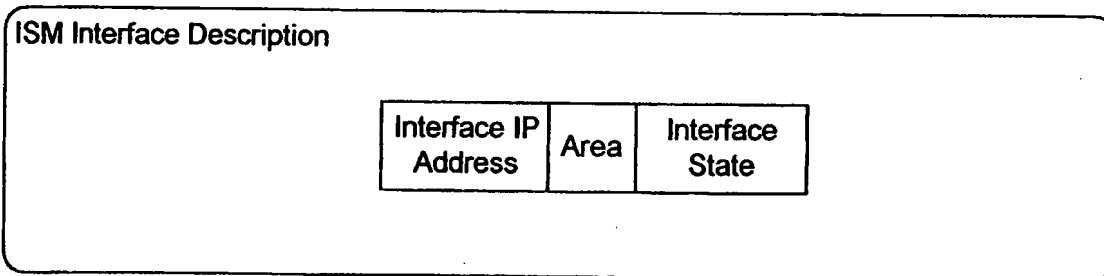 ISM Interface Description
Interface IP
Address
Area
Interface
State